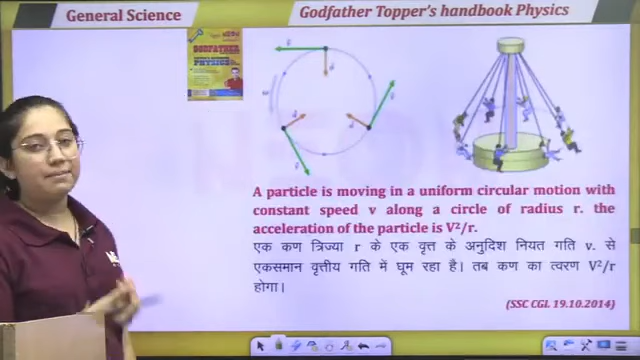 General Science
Godfather Topper's handbook Physics
GODFATHER
PHYSICS
A particle is moving in a uniform circular motion with
constant speed v along a circle of radius r. the
acceleration of the particle is V²/r.
एक कण त्रिज्या r के एक वृत्त के अनुदिश नियत गति v. से
एकसमान वृत्तीय गति में घूम रहा है। तब कण का त्वरण V²/r
होगा।
(SSC CGL 19.10.2014)